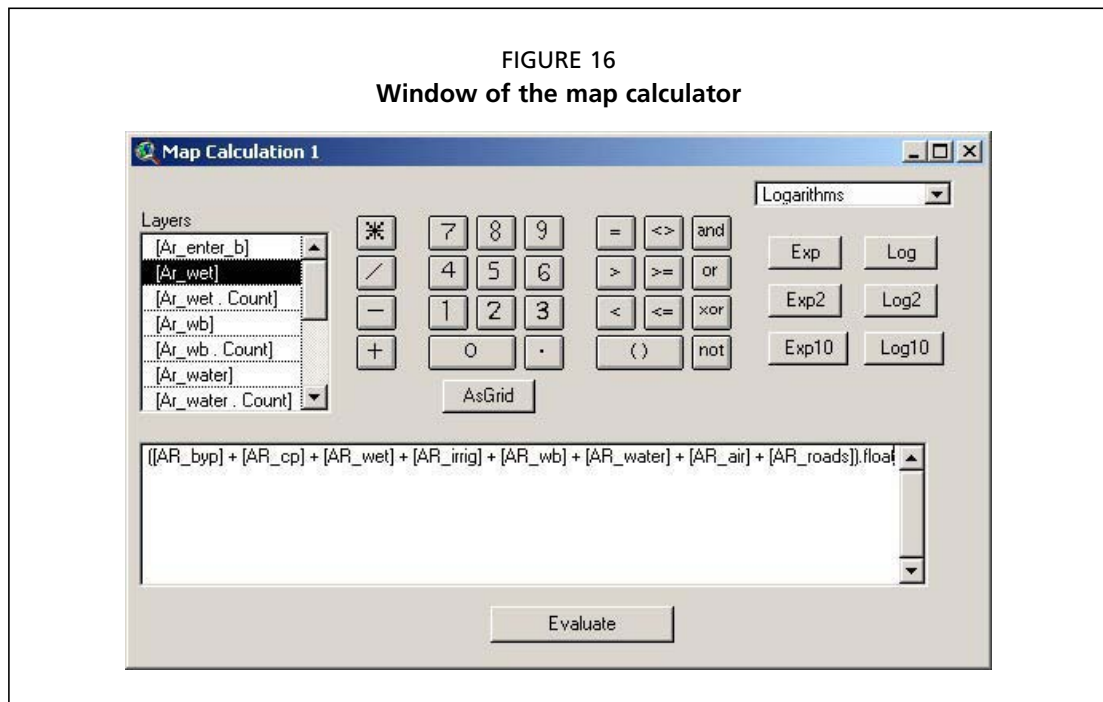 FIGURE 16
Window of the map calculator
Map Calculation 1
Logarithms
Layers
[Ar_enter_b]
[Ar_wet]
[Ar_wet . Count]
[Ar_wb]
[Ar_wb . Count]
[Ar_water]
[Ar_water . Count]
* 7 8 9 = <> and
/ 4 5 6 > >= or
- 1 2 3 < <= xor
+ 0 . ( ) not
AsGrid
Exp Log
Exp2 Log2
Exp10 Log10
([AR_byp] + [AR_cp] + [AR_wet] + [AR_irrig] + [AR_wb] + [AR_water] + [AR_air] + [AR_roads]).float
Evaluate